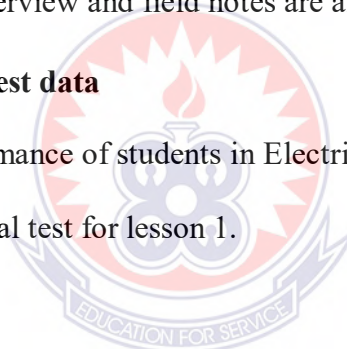 rview and field notes are a
est data
mance of students in Electri
al test for lesson 1.
EDUCATION FOR SERVICE